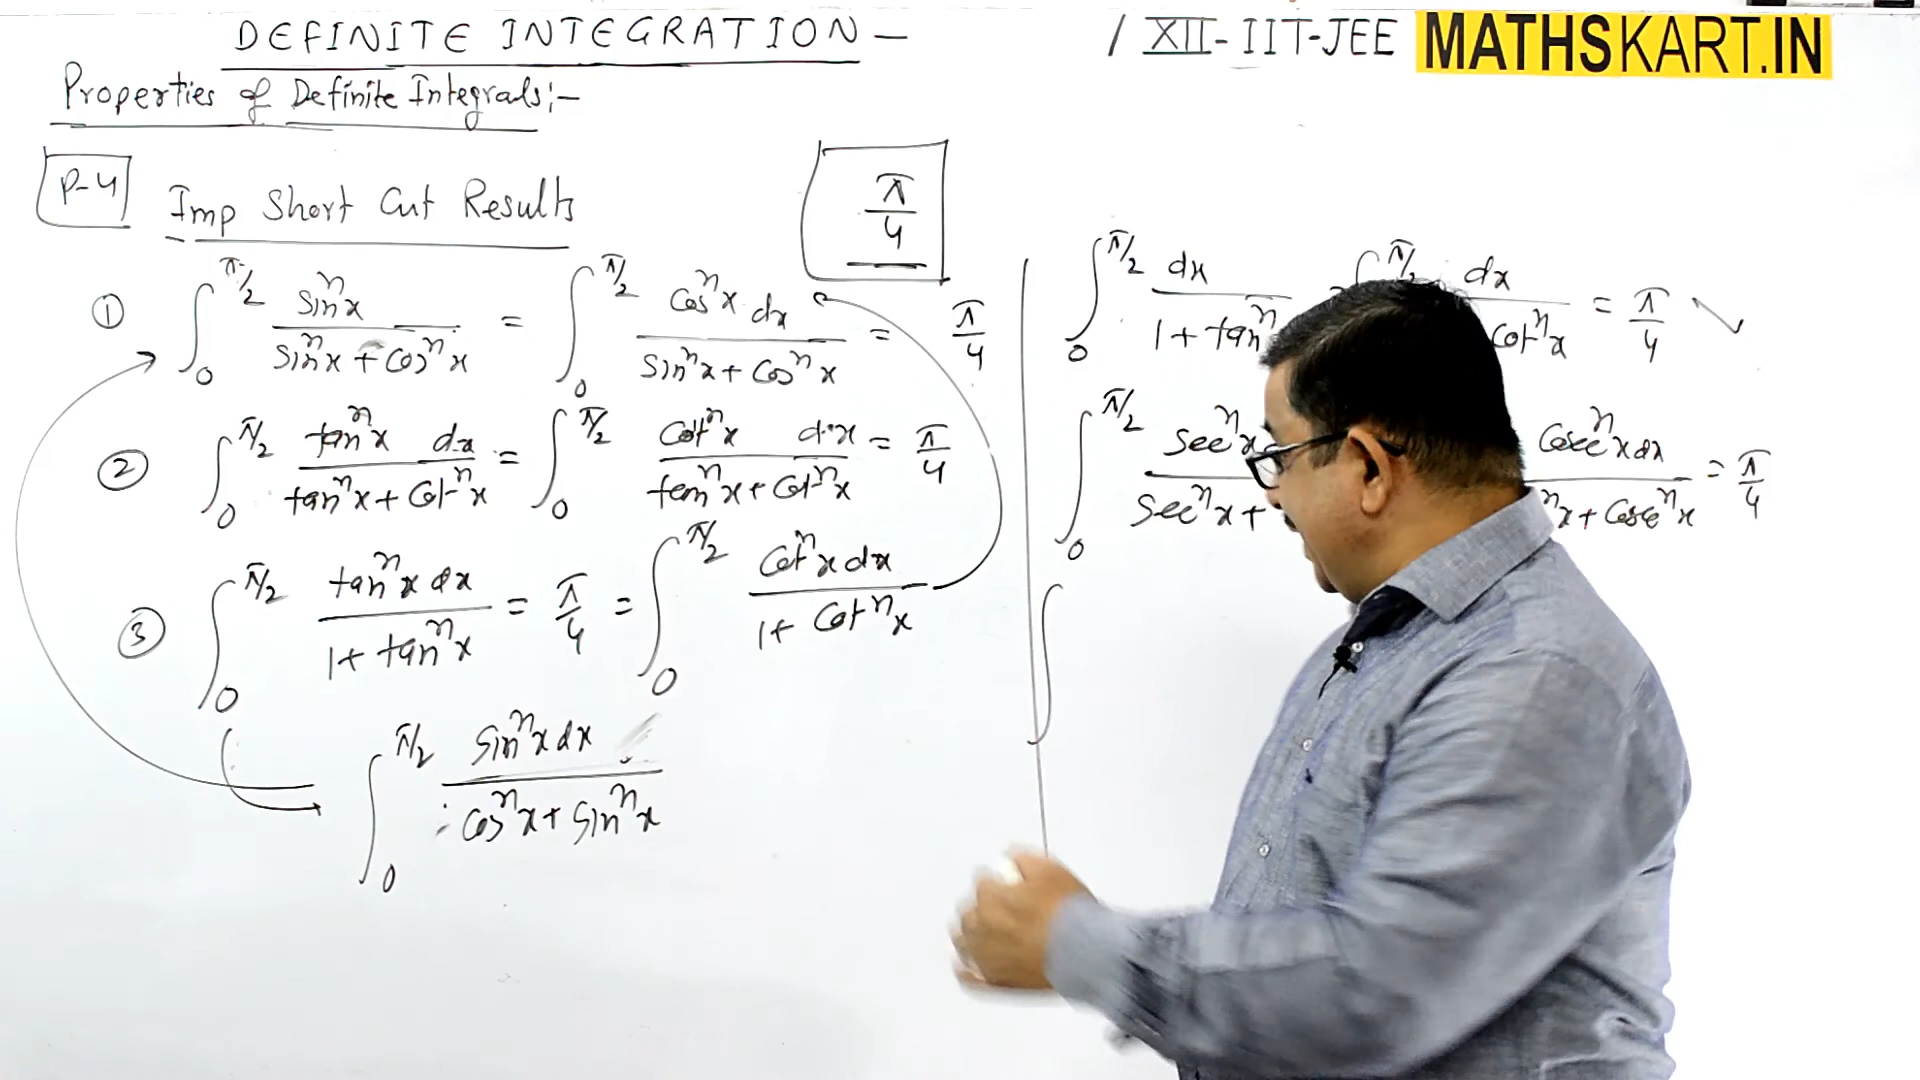 DEFINITE INTEGRATION —
/ XII - IIT-JEE MATHSKART.IN
Properties of Definite Integrals:-
P-4 Imp Short Cut Results
π/4
① ∫₀^{π/2} sinⁿx / (sinⁿx + cosⁿx) = ∫₀^{π/2} cosⁿx dx / (sinⁿx + cosⁿx) = π/4
② ∫₀^{π/2} tanⁿx dx / (tanⁿx + cotⁿx) = ∫₀^{π/2} cotⁿx dx / (tanⁿx + cotⁿx) = π/4
③ ∫₀^{π/2} tanⁿx dx / (1 + tanⁿx) = π/4 = ∫₀^{π/2} cotⁿx dx / (1 + cotⁿx)
∫₀^{π/2} sinⁿx dx / (cosⁿx + sinⁿx)
∫₀^{π/2} dx / (1 + tanⁿ π/2 dx / cotⁿx = π/4
∫₀^{π/2} secⁿx / (secⁿx + cosecⁿx dx / ⁿx + cosecⁿx = π/4
∫